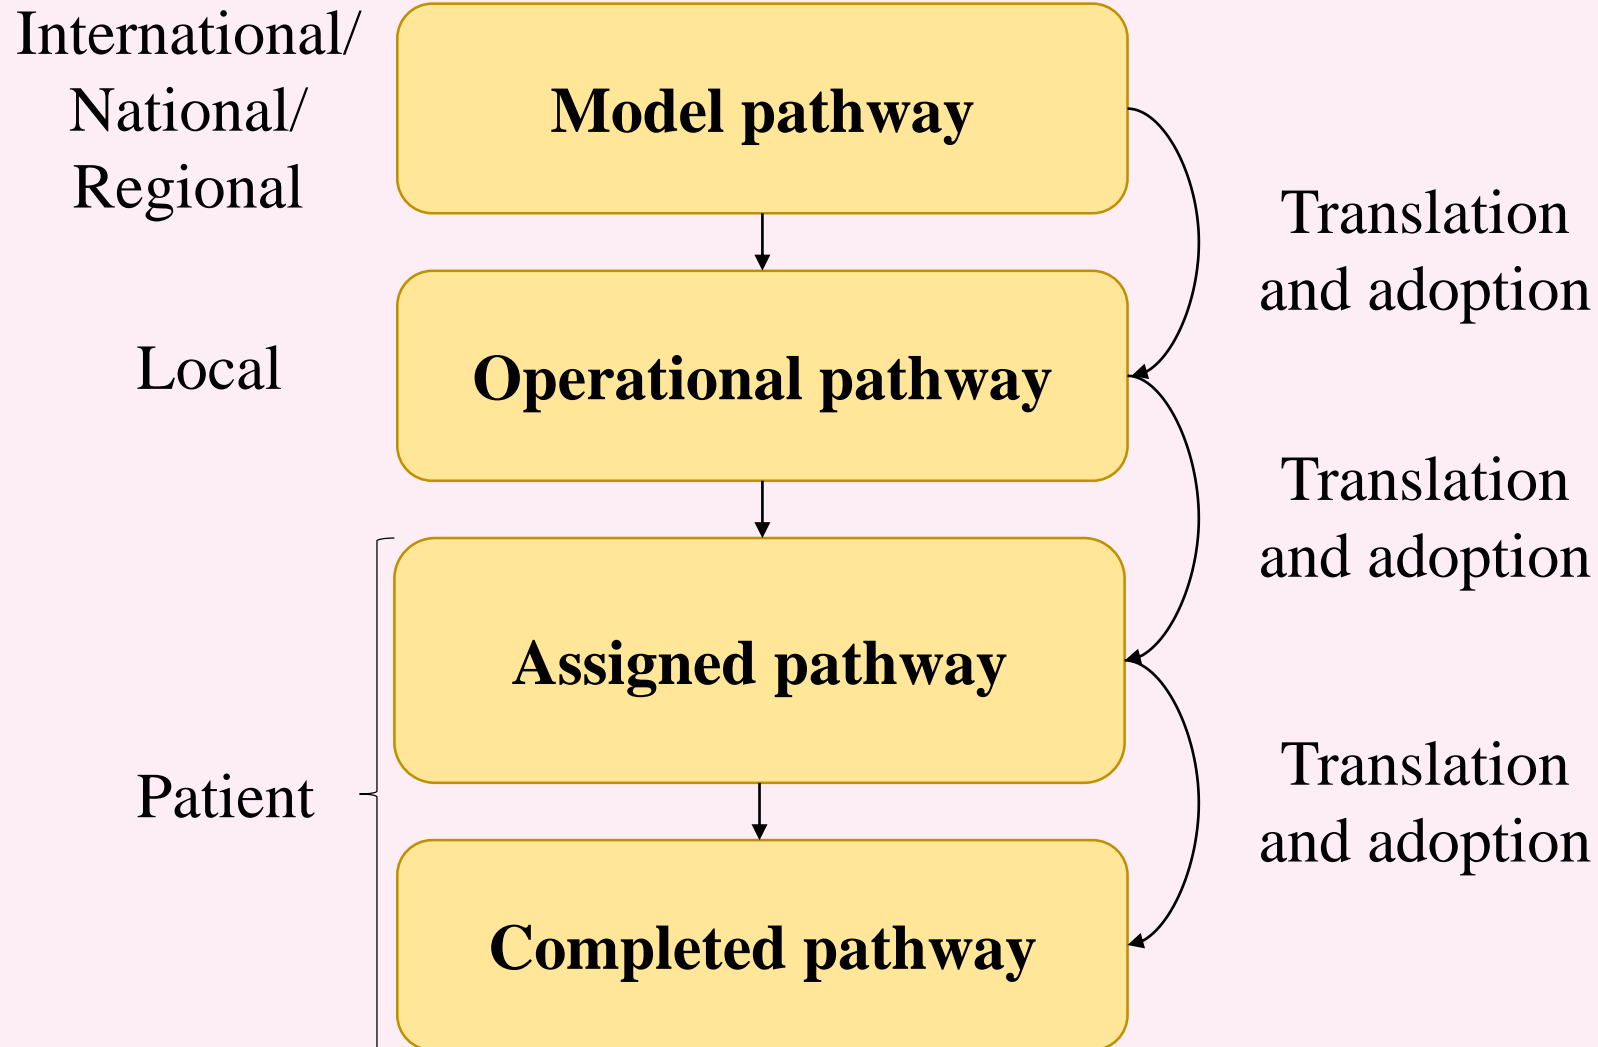 International/
National/
Regional
Model pathway
Translation
and adoption
Local
Operational pathway
Translation
and adoption
Assigned pathway
Patient
Translation
and adoption
Completed pathway